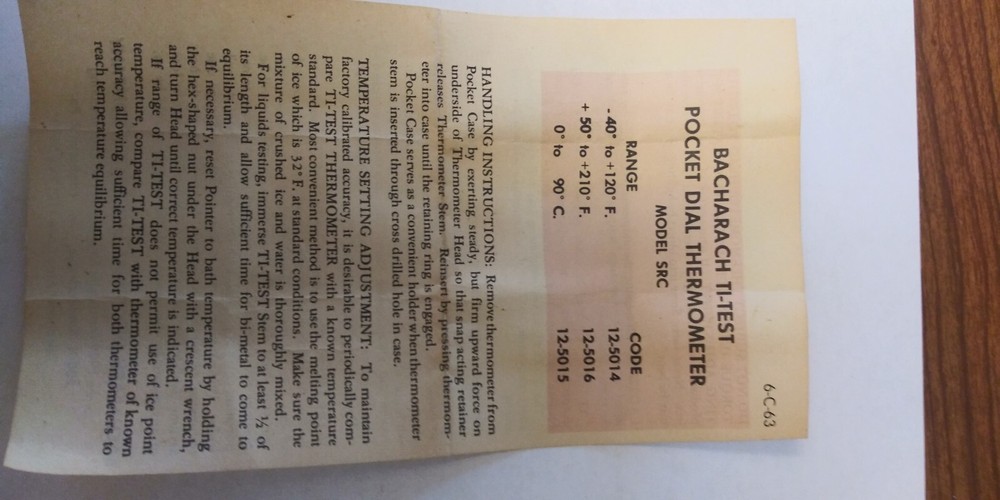 6-C-63
BACHARACH TI-TEST
POCKET DIAL THERMOMETER
MODEL SRC
RANGE CODE
- 40° to +120° F. 12-5014
+ 50° to +210° F. 12-5016
0° to 90° C. 12-5015
HANDLING INSTRUCTIONS: Remove thermometer from
Pocket Case by exerting steady, but firm upward force on
underside of Thermometer Head so that snap acting retainer
releases Thermometer Stem. Reinsert by pressing thermom-
eter into case until the retaining ring is engaged.
Pocket Case serves as a convenient holder when thermometer
stem is inserted through cross drilled hole in case.
TEMPERATURE SETTING ADJUSTMENT: To maintain
factory calibrated accuracy, it is desirable to periodically com-
pare TI-TEST THERMOMETER with a known temperature
standard. Most convenient method is to use the melting point
of ice which is 32° F. at standard conditions. Make sure the
mixture of crushed ice and water is thoroughly mixed.
For liquids testing, immerse TI-TEST Stem to at least ½ of
its length and allow sufficient time for bi-metal to come to
equilibrium.
If necessary, reset Pointer to bath temperature by holding
the hex-shaped nut under the Head with a crescent wrench,
and turn Head until correct temperature is indicated.
If range of TI-TEST does not permit use of ice point
temperature, compare TI-TEST with thermometer of known
accuracy allowing sufficient time for both thermometers to
reach temperature equilibrium.